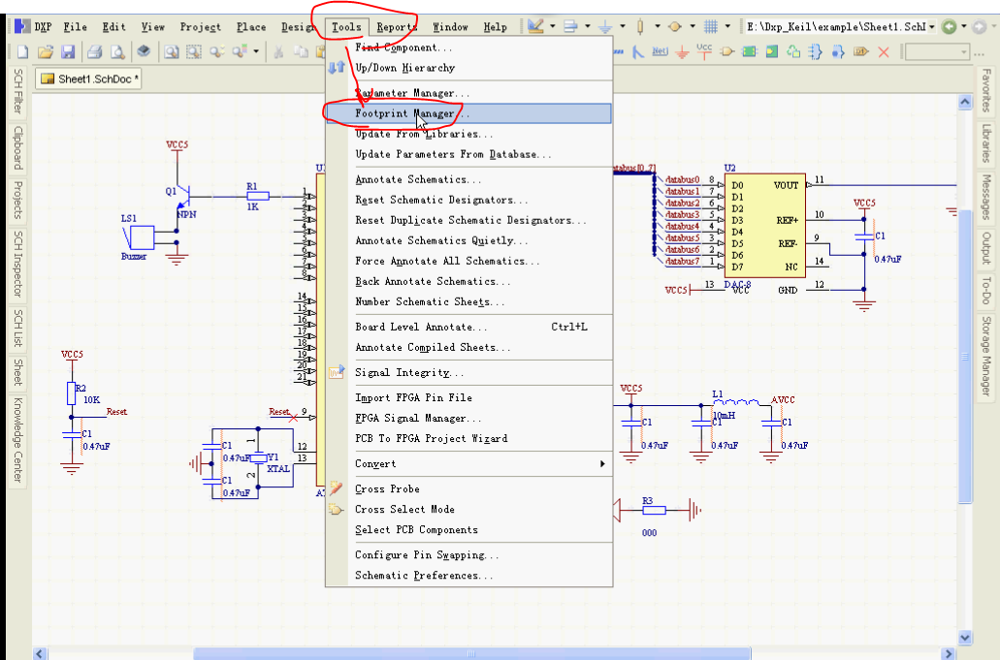 DXP File Edit View Project Place Design Tools Reports Window Help E:\Dxp_Keil\example\Sheet1.SchI
Sheet1.SchDoc *
SCH Filter
Clipboard
Projects
SCH Inspector
SCH List
Sheet
Knowledge Center
Find Component...
Up/Down Hierarchy
Parameter Manager...
Footprint Manager...
Update From Libraries...
Update Parameters From Database...
Annotate Schematics...
Reset Schematic Designators...
Reset Duplicate Schematic Designators...
Annotate Schematics Quietly...
Force Annotate All Schematics...
Back Annotate Schematics...
Number Schematic Sheets...
Board Level Annotate... Ctrl+L
Annotate Compiled Sheets...
Signal Integrity...
Import FPGA Pin File
FPGA Signal Manager...
PCB To FPGA Project Wizard
Convert
Cross Probe
Cross Select Mode
Select PCB Components
Configure Pin Swapping...
Schematic Preferences...
Net
Vcc
Favorites
Libraries
Messages
Output
To-Do
Storage Manager
VCC5
Q1
NPN
R1
1K
LS1
Buzzer
1
2
3
4
5
6
7
8
14
15
16
17
18
19
20
21
VCC5
R2
10K
Reset
C1
0.47uF
Reset 9
C1
0.47uF
1
Y1
XTAL
2
C1
0.47uF
12
13
U2
databus0 8 D0 VOUT 11
databus1 7 D1
databus2 6 D2
databus3 5 D3 REF+ 10
databus4 4 D4
databus5 3 D5 REF- 9
databus6 2 D6
databus7 1 D7 NC 14
VCC5 13 VCC GND 12
DAC-8
VCC5
C1
0.47uF
VCC5
L1
10mH
AVCC
C1
0.47uF
C1
0.47uF
C1
0.47uF
R3
000